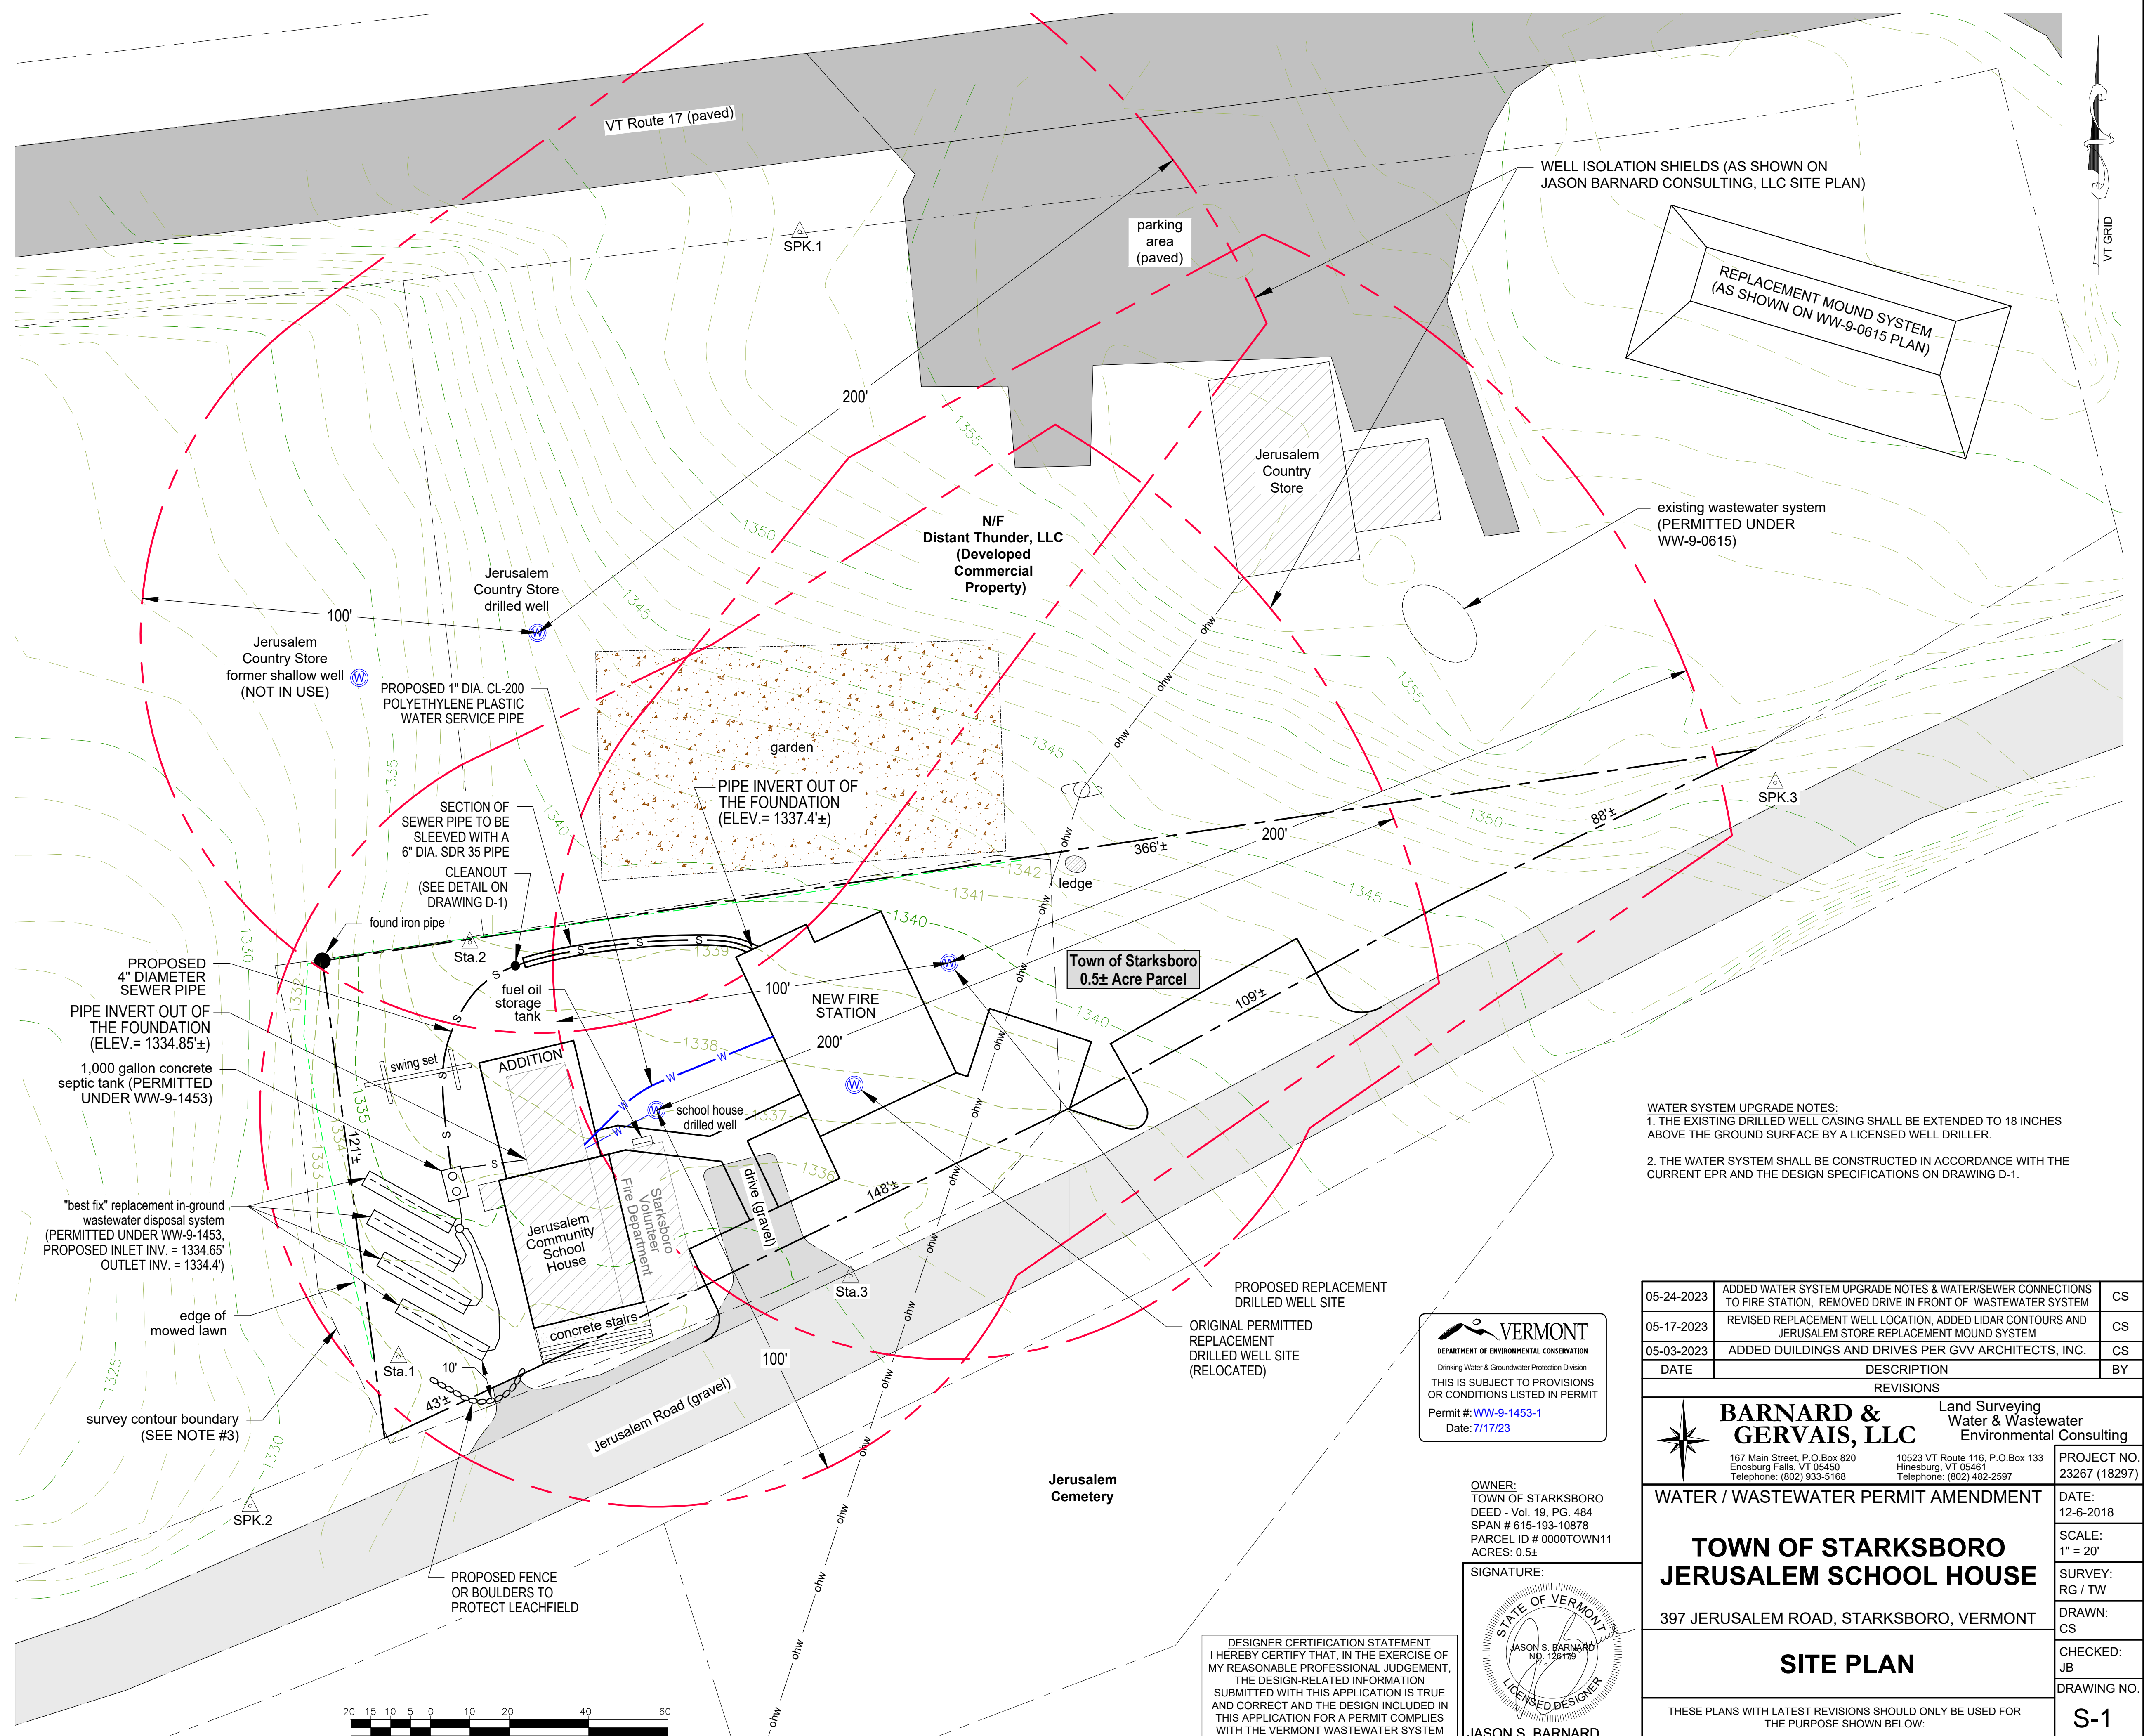 VT Route 17 (paved)
SPK.1
parking
area
(paved)
WELL ISOLATION SHIELDS (AS SHOWN ON
JASON BARNARD CONSULTING, LLC SITE PLAN)
VT GRID
REPLACEMENT MOUND SYSTEM
(AS SHOWN ON WW-9-0615 PLAN)
200'
1355
Jerusalem
Country
Store
existing wastewater system
(PERMITTED UNDER
WW-9-0615)
N/F
Distant Thunder, LLC
(Developed
Commercial
Property)
1350
Jerusalem
Country Store
drilled well
W
1345
100'
Jerusalem
Country Store
former shallow well
(NOT IN USE)
W
ohw
ohw
ohw
1355
PROPOSED 1" DIA. CL-200
POLYETHYLENE PLASTIC
WATER SERVICE PIPE
garden
1345
1335
PIPE INVERT OUT OF
THE FOUNDATION
(ELEV.= 1337.4'±)
SECTION OF
SEWER PIPE TO BE
SLEEVED WITH A
6" DIA. SDR 35 PIPE
1340
SPK.3
1350
88'±
200'
366'±
ohw
ledge
1342
1341
1345
CLEANOUT
(SEE DETAIL ON
DRAWING D-1)
found iron pipe
1340
ohw
1330
Sta.2
S
S
S
S
1339
W
Town of Starksboro
0.5± Acre Parcel
ohw
PROPOSED
4" DIAMETER
SEWER PIPE
1332
fuel oil
storage
tank
100'
NEW FIRE
STATION
109'±
1340
PIPE INVERT OUT OF
THE FOUNDATION
(ELEV.= 1334.85'±)
S
1338
200'
ohw
swing set
ADDITION
W
W
1,000 gallon concrete
septic tank (PERMITTED
UNDER WW-9-1453)
S
W
W
W
W
school house
drilled well
1337
ohw
1335
1334
1333
121'±
S
S
1336
ohw
148'±
WATER SYSTEM UPGRADE NOTES:
1. THE EXISTING DRILLED WELL CASING SHALL BE EXTENDED TO 18 INCHES
ABOVE THE GROUND SURFACE BY A LICENSED WELL DRILLER.
2. THE WATER SYSTEM SHALL BE CONSTRUCTED IN ACCORDANCE WITH THE
CURRENT EPR AND THE DESIGN SPECIFICATIONS ON DRAWING D-1.
"best fix" replacement in-ground
wastewater disposal system
(PERMITTED UNDER WW-9-1453,
PROPOSED INLET INV. = 1334.65'
OUTLET INV. = 1334.4')
Jerusalem
Community
School
House
Starksboro
Volunteer
Fire Department
drive (gravel)
ohw
Sta.3
edge of
mowed lawn
concrete stairs
ohw
PROPOSED REPLACEMENT
DRILLED WELL SITE
ORIGINAL PERMITTED
REPLACEMENT
DRILLED WELL SITE
(RELOCATED)
1325
Sta.1
10'
100'
ohw
43'±
survey contour boundary
(SEE NOTE #3)
Jerusalem Road (gravel)
1330
ohw
SPK.2
Jerusalem
Cemetery
ohw
PROPOSED FENCE
OR BOULDERS TO
PROTECT LEACHFIELD
ohw
ohw
ohw
20 15 10 5 0 10 20 40 60
VERMONT
DEPARTMENT OF ENVIRONMENTAL CONSERVATION
Drinking Water & Groundwater Protection Division
THIS IS SUBJECT TO PROVISIONS
OR CONDITIONS LISTED IN PERMIT
Permit #: WW-9-1453-1
Date: 7/17/23
OWNER:
TOWN OF STARKSBORO
DEED - Vol. 19, PG. 484
SPAN # 615-193-10878
PARCEL ID # 0000TOWN11
ACRES: 0.5±
SIGNATURE:
STATE OF VERMONT
JASON S. BARNARD
NO. 126179
LICENSED DESIGNER
JASON S. BARNARD
DESIGNER CERTIFICATION STATEMENT
I HEREBY CERTIFY THAT, IN THE EXERCISE OF
MY REASONABLE PROFESSIONAL JUDGEMENT,
THE DESIGN-RELATED INFORMATION
SUBMITTED WITH THIS APPLICATION IS TRUE
AND CORRECT AND THE DESIGN INCLUDED IN
THIS APPLICATION FOR A PERMIT COMPLIES
WITH THE VERMONT WASTEWATER SYSTEM
05-24-2023 ADDED WATER SYSTEM UPGRADE NOTES & WATER/SEWER CONNECTIONS TO FIRE STATION, REMOVED DRIVE IN FRONT OF WASTEWATER SYSTEM CS
05-17-2023 REVISED REPLACEMENT WELL LOCATION, ADDED LIDAR CONTOURS AND JERUSALEM STORE REPLACEMENT MOUND SYSTEM CS
05-03-2023 ADDED DUILDINGS AND DRIVES PER GVV ARCHITECTS, INC. CS
DATE DESCRIPTION BY
REVISIONS
BARNARD &
GERVAIS, LLC
Land Surveying
Water & Wastewater
Environmental Consulting
167 Main Street, P.O.Box 820
Enosburg Falls, VT 05450
Telephone: (802) 933-5168
10523 VT Route 116, P.O.Box 133
Hinesburg, VT 05461
Telephone: (802) 482-2597
PROJECT NO.
23267 (18297)
WATER / WASTEWATER PERMIT AMENDMENT
DATE:
12-6-2018
TOWN OF STARKSBORO
JERUSALEM SCHOOL HOUSE
SCALE:
1" = 20'
SURVEY:
RG / TW
397 JERUSALEM ROAD, STARKSBORO, VERMONT
DRAWN:
CS
SITE PLAN
CHECKED:
JB
DRAWING NO.
S-1
THESE PLANS WITH LATEST REVISIONS SHOULD ONLY BE USED FOR
THE PURPOSE SHOWN BELOW: